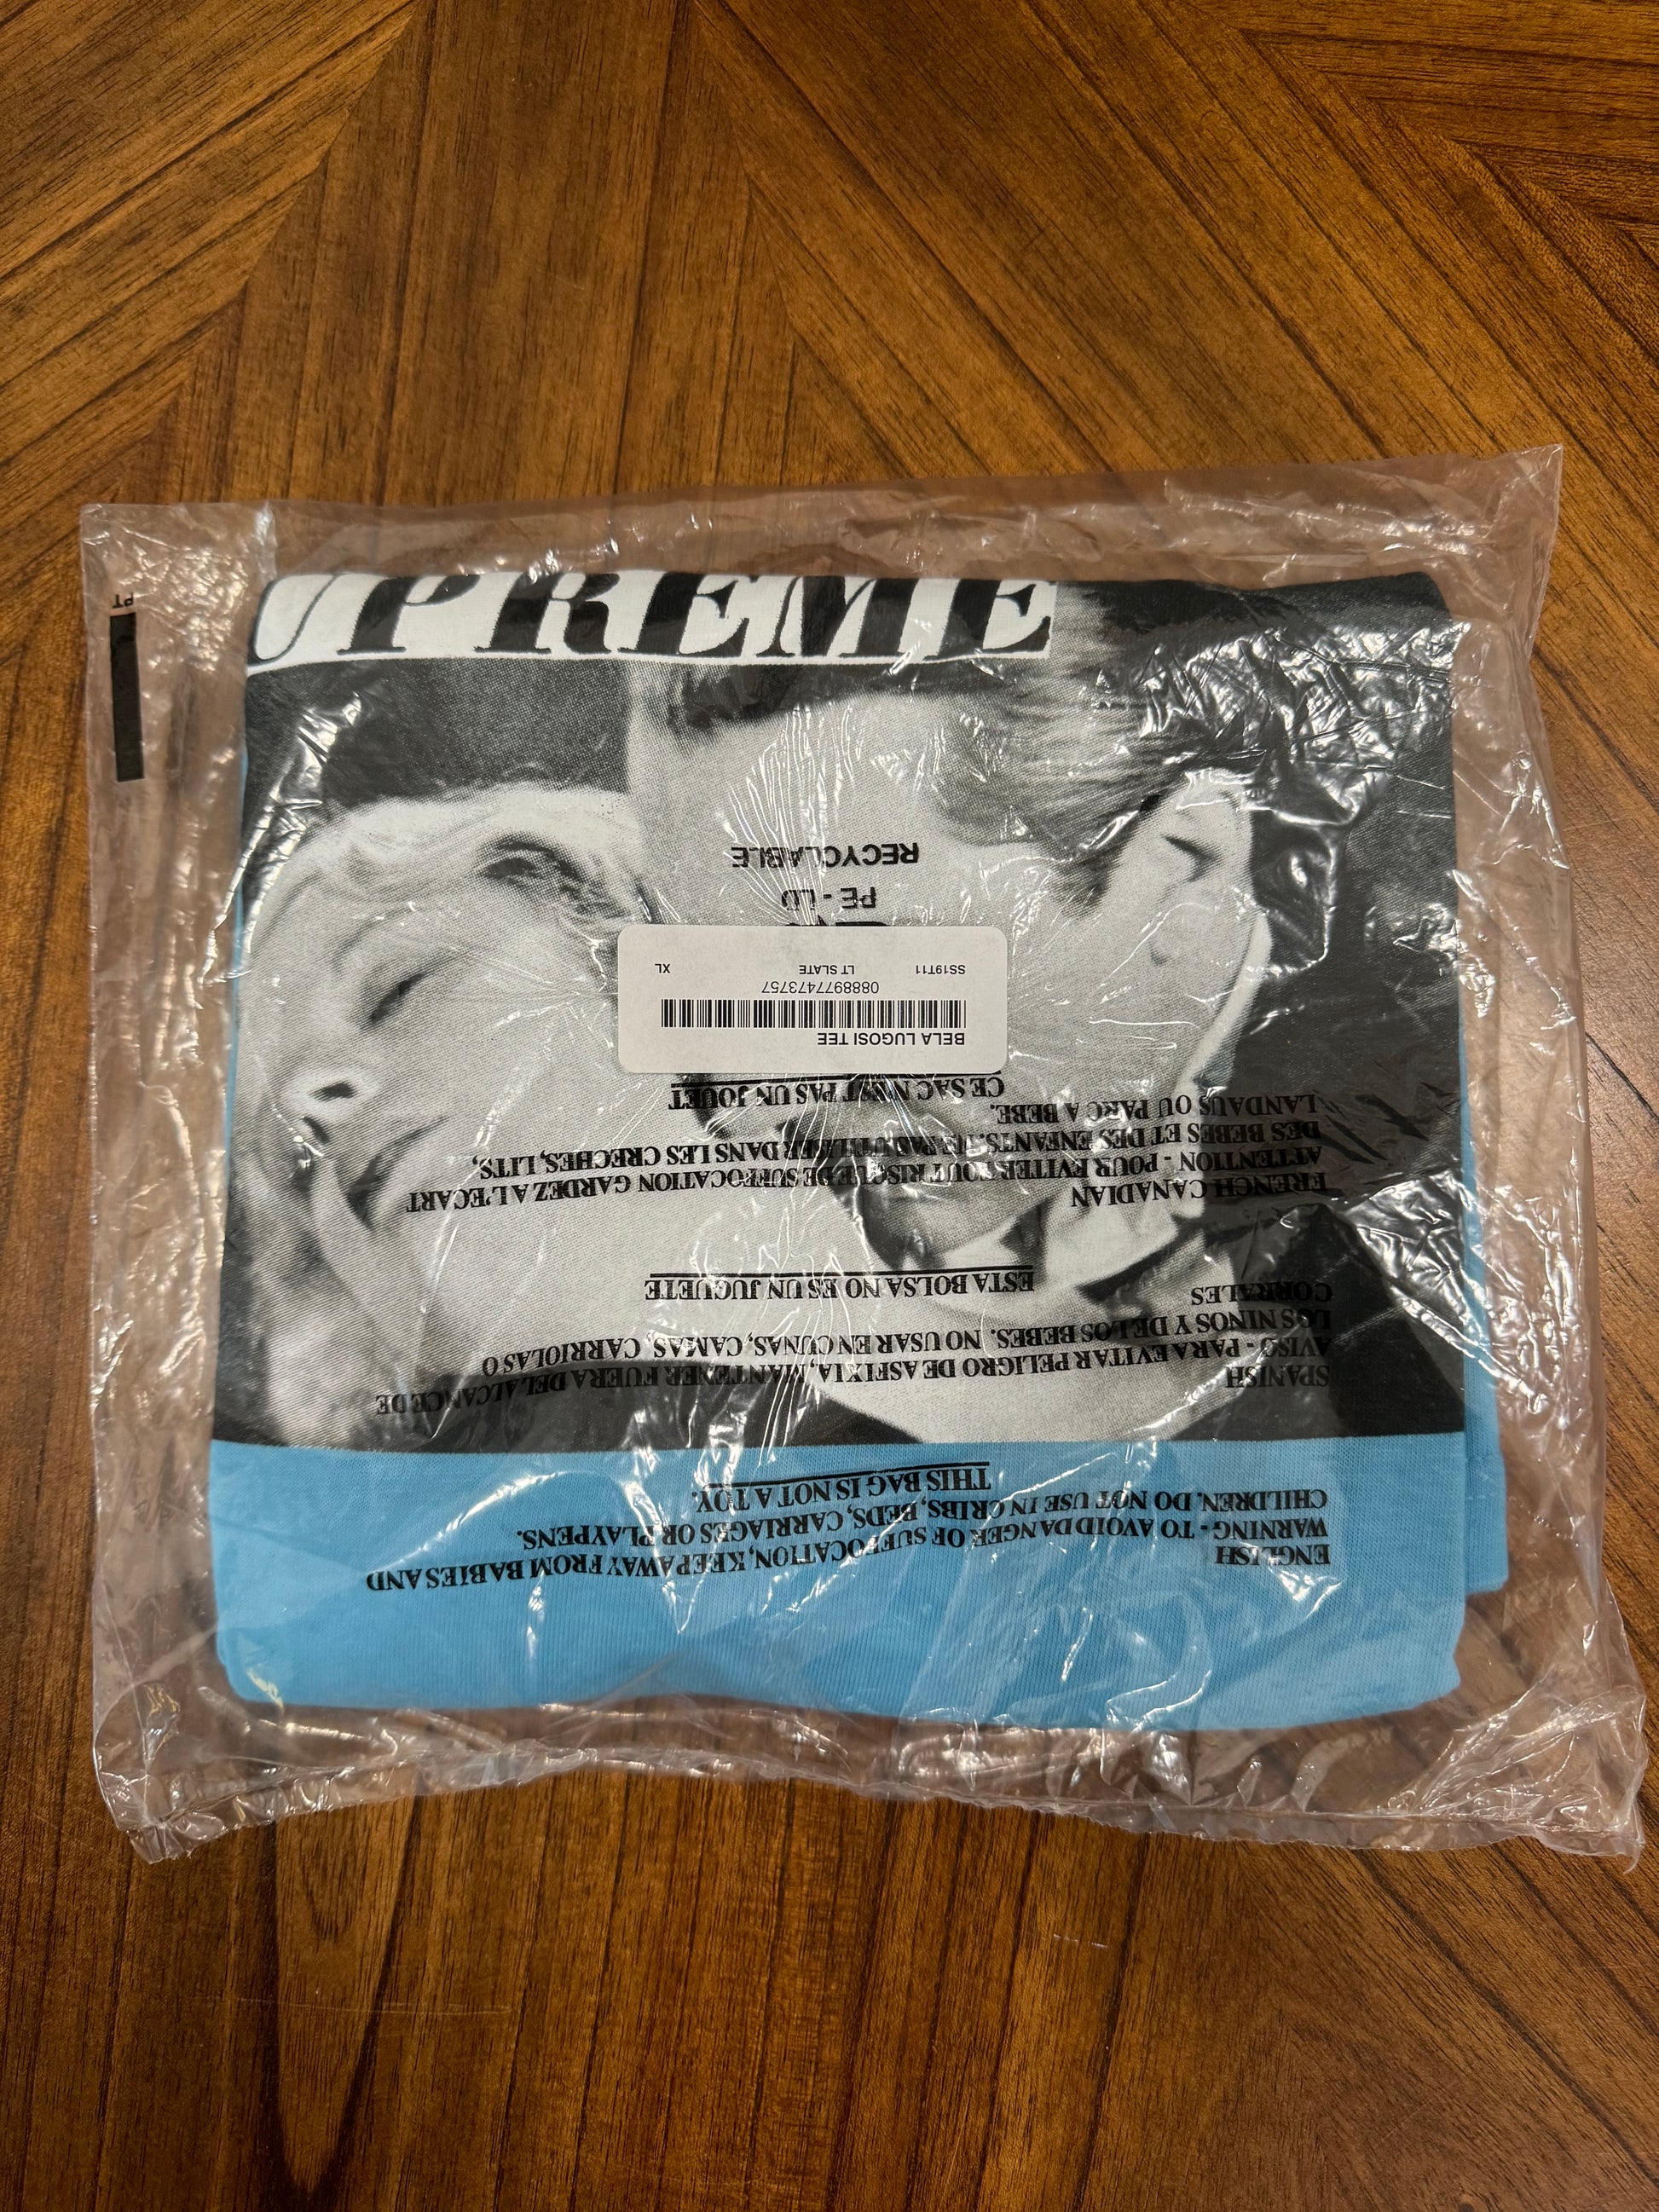 UPREME
PT
ENGLISH
WARNING - TO AVOID DANGER OF SUFFOCATION, KEEP AWAY FROM BABIES AND
CHILDREN. DO NOT USE IN CRIBS, BEDS, CARRIAGES OR PLAYPENS.
THIS BAG IS NOT A TOY.
SPANISH
AVISO - PARA EVITAR PELIGRO DE ASFIXIA, MANTENER FUERA DEL ALCANCE DE
LOS NINOS Y DE LOS BEBES. NO USAR EN CUNAS, CAMAS, CARRIOLAS O
CORRALES
ESTA BOLSA NO ES UN JUGUETE
FRENCH CANADIAN
ATTENTION - POUR EVITER TOUT RISQUE DE SUFFOCATION GARDEZ A L'ECART
DES BEBES ET DES ENFANTS. NE PAS UTILISER DANS LES CRECHES, LITS,
LANDAUS OU PARC A BEBE.
CE SAC N'EST PAS UN JOUET
BELA LUGOSI TEE
0888977473757
SS19T11 LT SLATE XL
PE - LD
RECYCLABLE